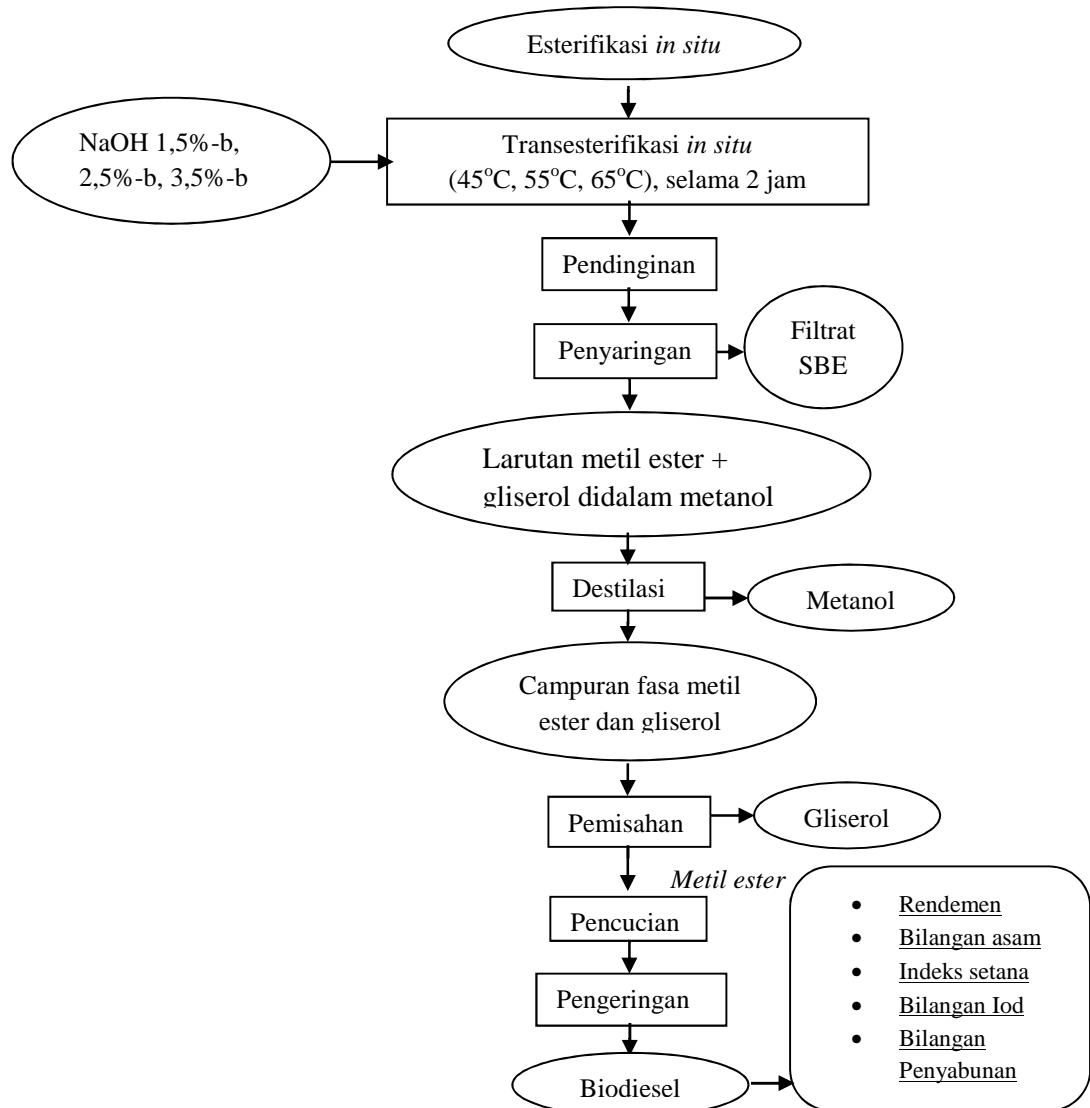 Esterifikasi in situ
NaOH 1,5%-b,
2,5%-b, 3,5%-b
Transesterifikasi in situ
(45°C, 55°C, 65°C), selama 2 jam
Pendinginan
Penyaringan
Filtrat
SBE
Larutan metil ester +
gliserol didalam metanol
Destilasi
Metanol
Campuran fasa metil
ester dan gliserol
Pemisahan
Gliserol
Metil ester
Pencucian
Pengeringan
Biodiesel
• Rendemen
• Bilangan asam
• Indeks setana
• Bilangan Iod
• Bilangan
Penyabunan